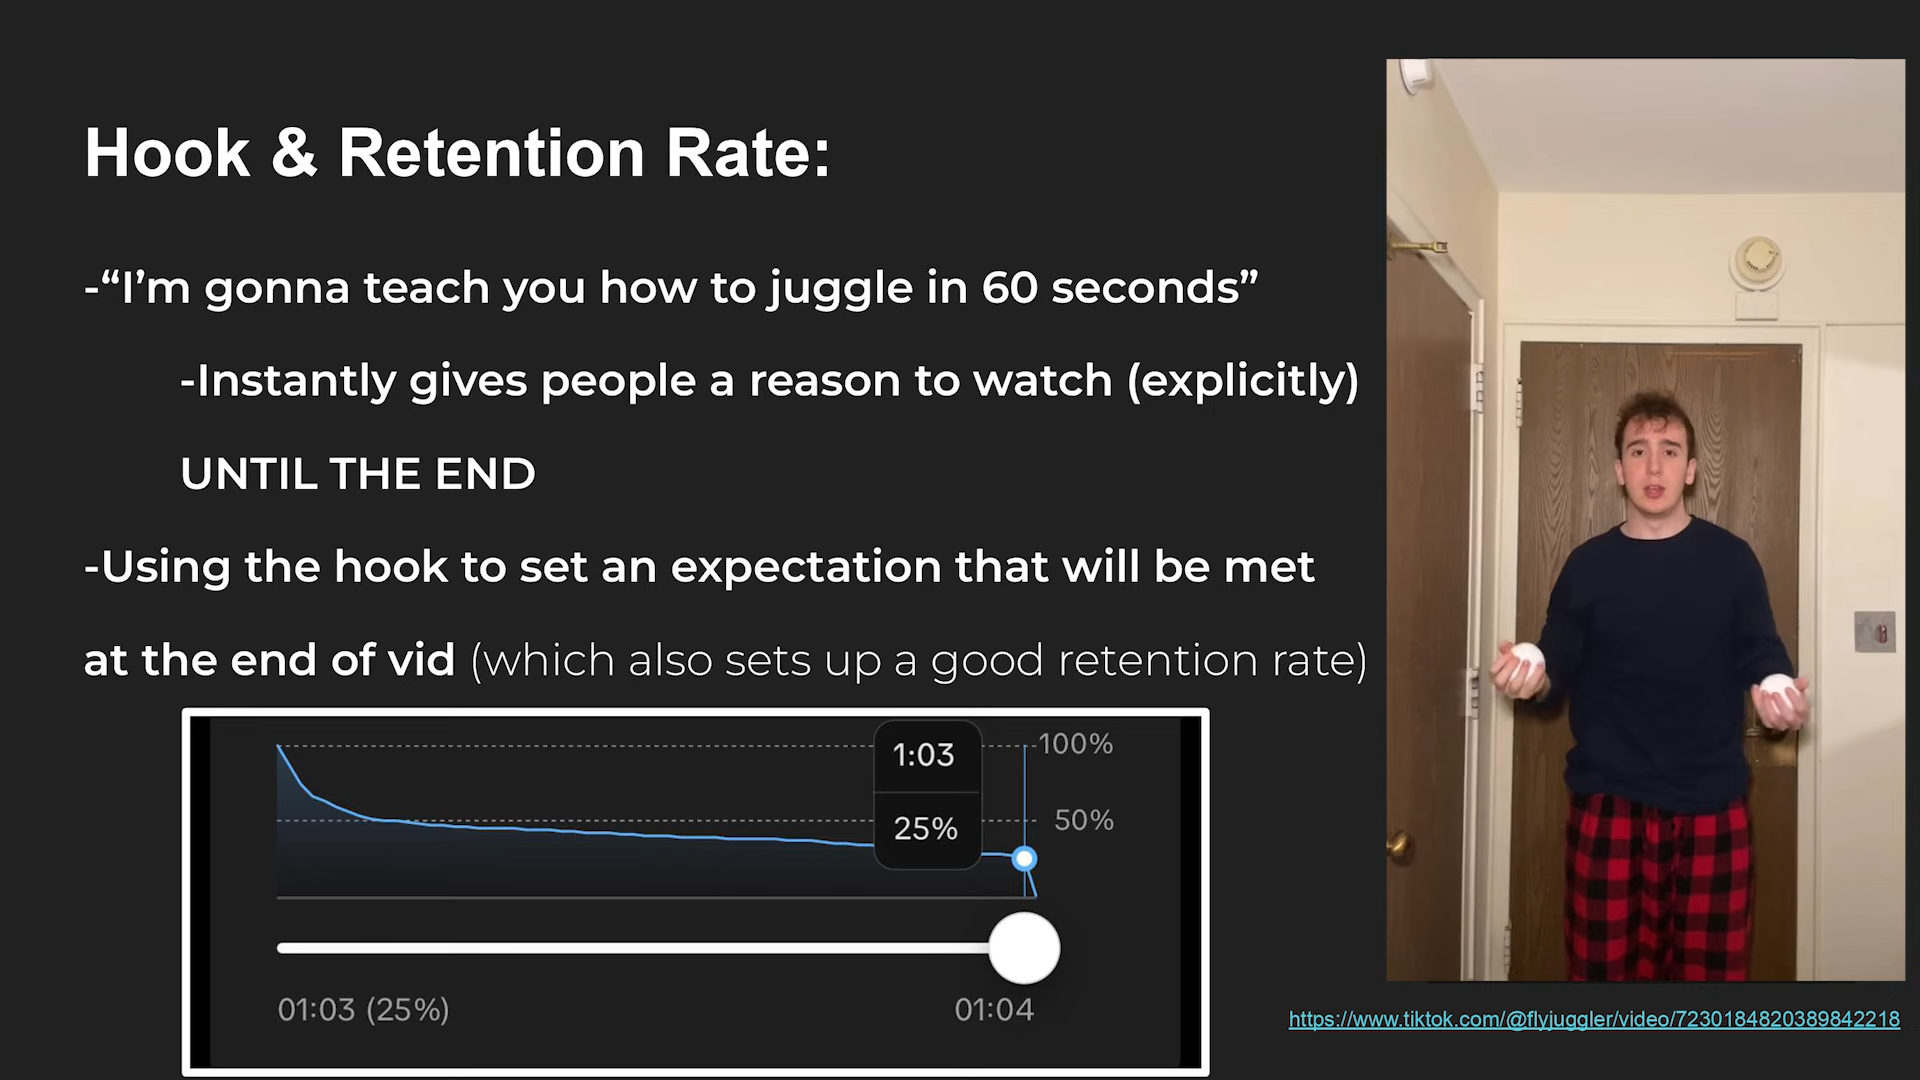 Hook & Retention Rate:
-“I’m gonna teach you how to juggle in 60 seconds”
-Instantly gives people a reason to watch (explicitly)
UNTIL THE END
-Using the hook to set an expectation that will be met
at the end of vid (which also sets up a good retention rate)
1:03
100%
25%
50%
01:03 (25%)
01:04
https://www.tiktok.com/@flyjuggler/video/7230184820389842218